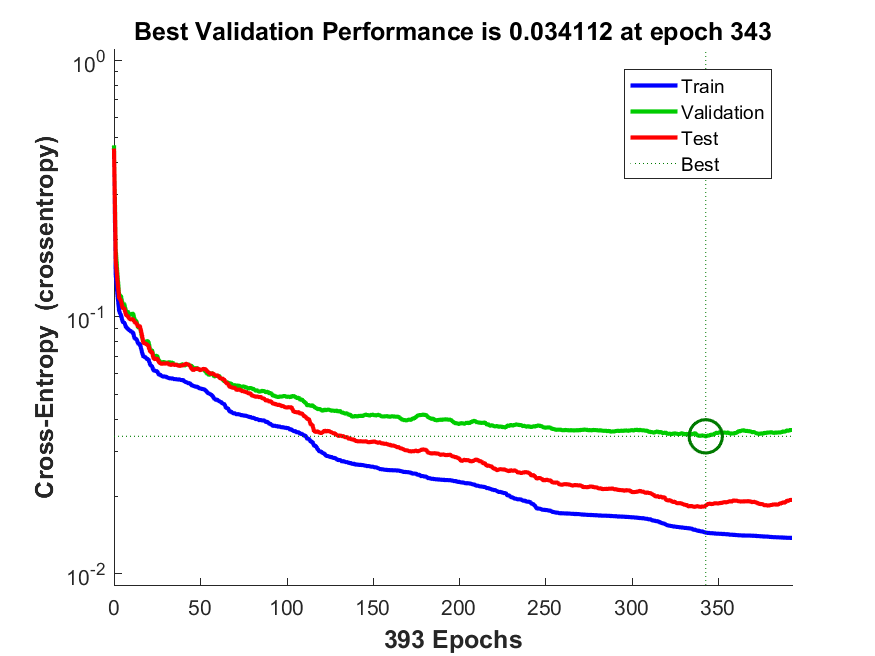 Best Validation Performance is 0.034112 at epoch 343
Cross-Entropy (crossentropy)
10^0
10^-1
10^-2
Train
Validation
Test
Best
0 50 100 150 200 250 300 350
393 Epochs